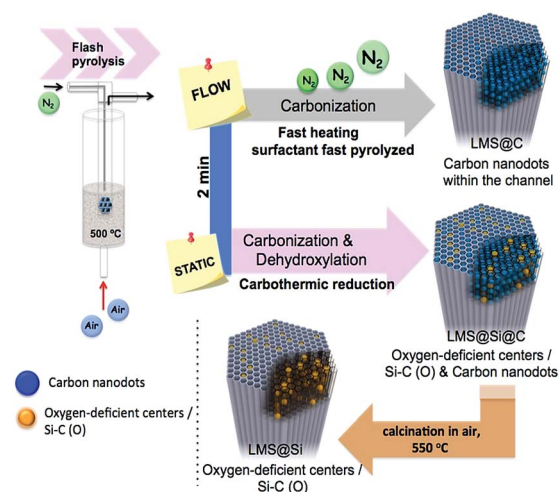 Flash
pyrolysis
N2
500 °C
Air
Air
FLOW
N2
N2
N2
Carbonization
Fast heating
surfactant fast pyrolyzed
2 min
STATIC
Carbonization &
Dehydroxylation
Carbothermic reduction
LMS@C
Carbon nanodots
within the channel
LMS@Si@C
Oxygen-deficient centers /
Si-C (O) & Carbon nanodots
calcination in air,
550 °C
LMS@Si
Oxygen-deficient centers /
Si-C (O)
Carbon nanodots
Oxygen-deficient centers /
Si-C (O)